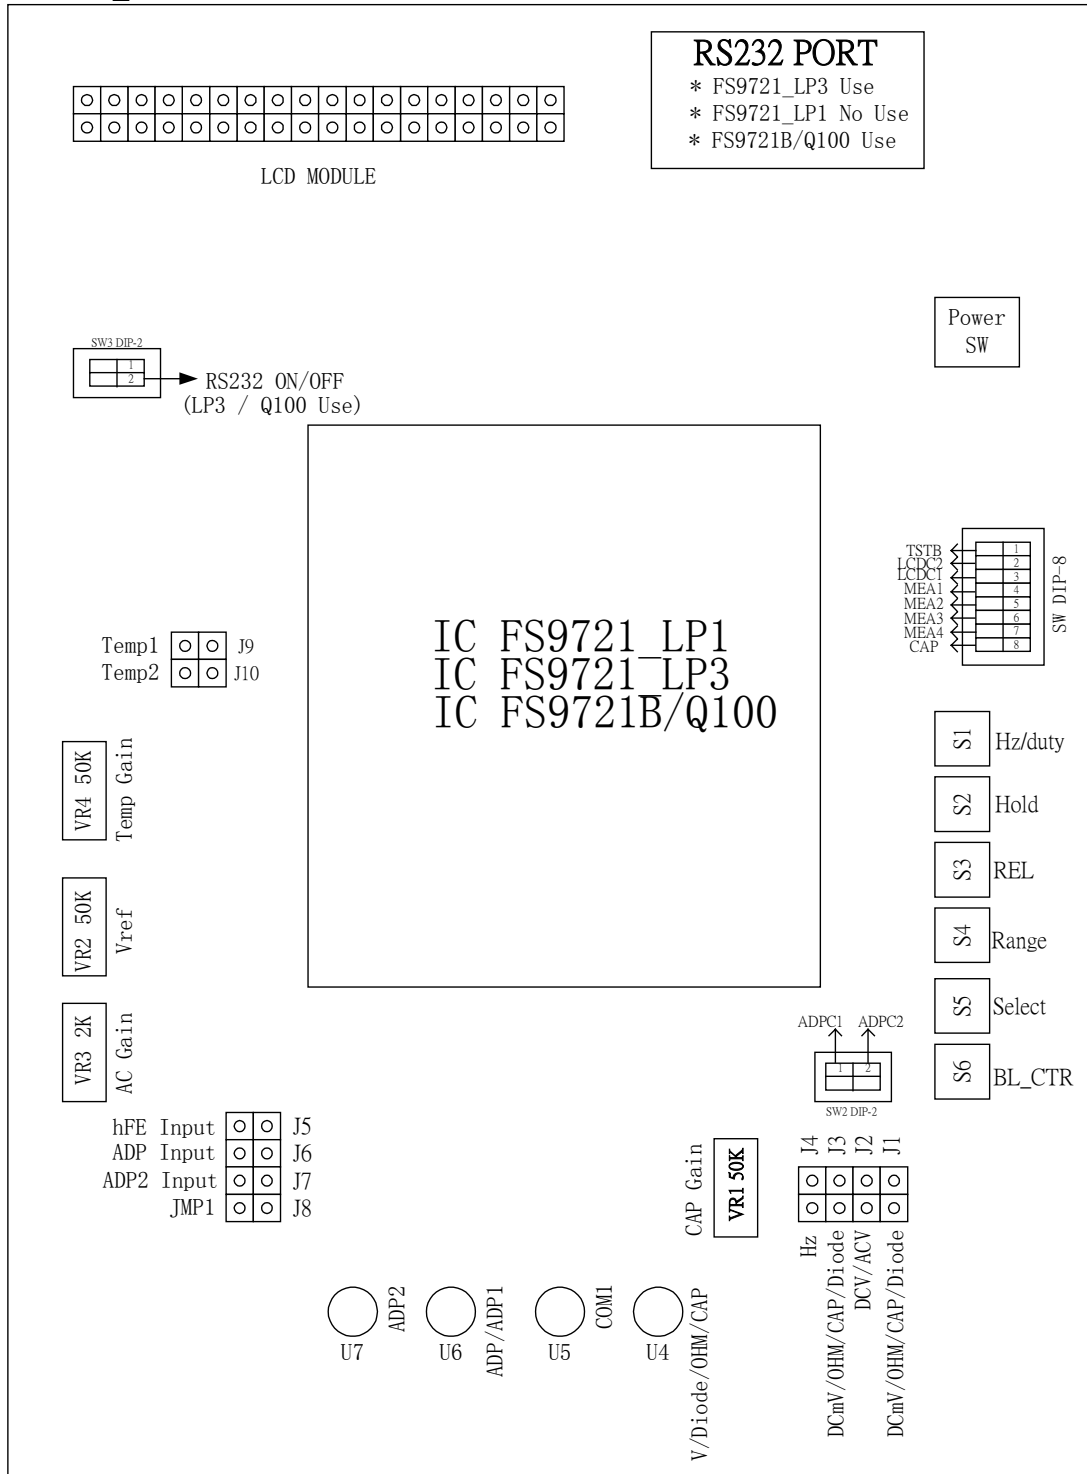 RS232 PORT
* FS9721_LP3 Use
* FS9721_LP1 No Use
* FS9721B/Q100 Use
LCD MODULE
Power
SW
SW3 DIP-2
1
2
RS232 ON/OFF
(LP3 / Q100 Use)
TSTB 1
LCDC2 2
LCDC1 3
MEA1 4
MEA2 5
MEA3 6
MEA4 7
CAP 8
SW DIP-8
IC FS9721_LP1
IC FS9721_LP3
IC FS9721B/Q100
Temp1 J9
Temp2 J10
VR4 50K
Temp Gain
VR2 50K
Vref
VR3 2K
AC Gain
S1 Hz/duty
S2 Hold
S3 REL
S4 Range
S5 Select
S6 BL_CTR
ADPC1 ADPC2
1 2
SW2 DIP-2
hFE Input J5
ADP Input J6
ADP2 Input J7
JMP1 J8
CAP Gain
VR1 50K
J4
J3
J2
J1
Hz
DCmV/OHM/CAP/Diode
DCV/ACV
DCmV/OHM/CAP/Diode
U7
ADP2
U6
ADP/ADP1
U5
COM1
U4
V/Diode/OHM/CAP